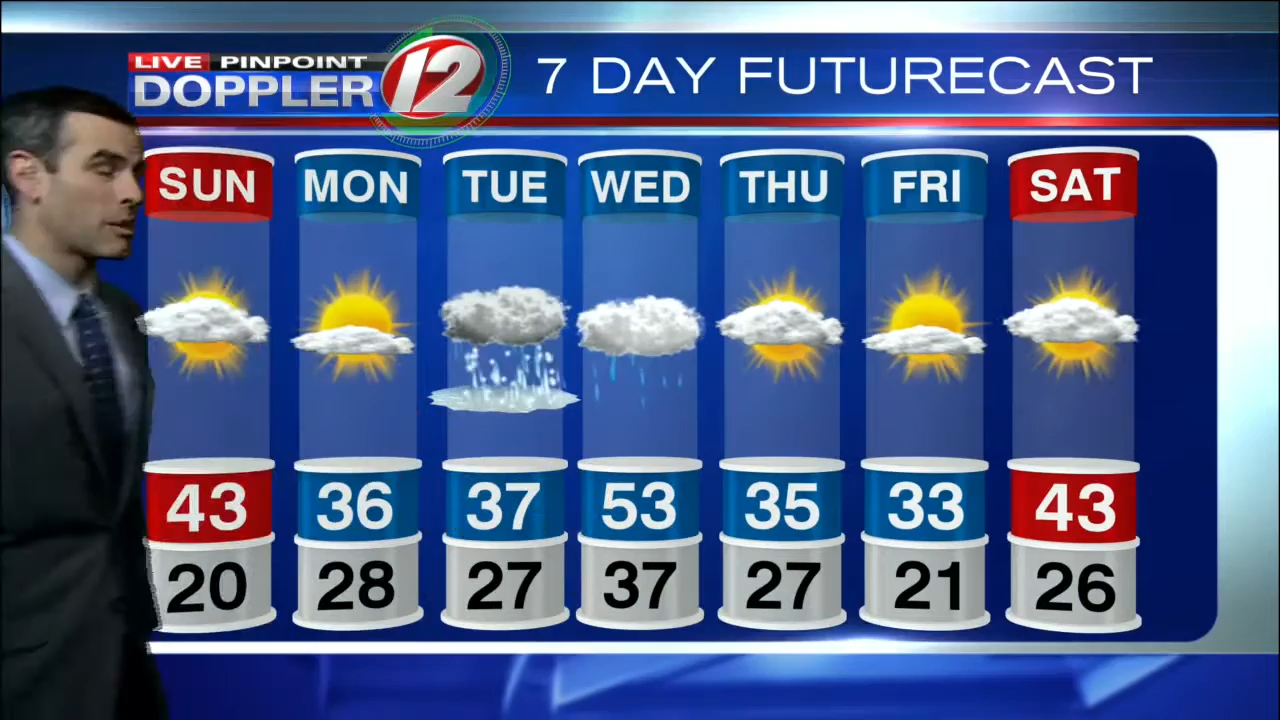 LIVE PINPOINT
DOPPLER 12
7 DAY FUTURECAST
SUN MON TUE WED THU FRI SAT
43 36 37 53 35 33 43
20 28 27 37 27 21 26